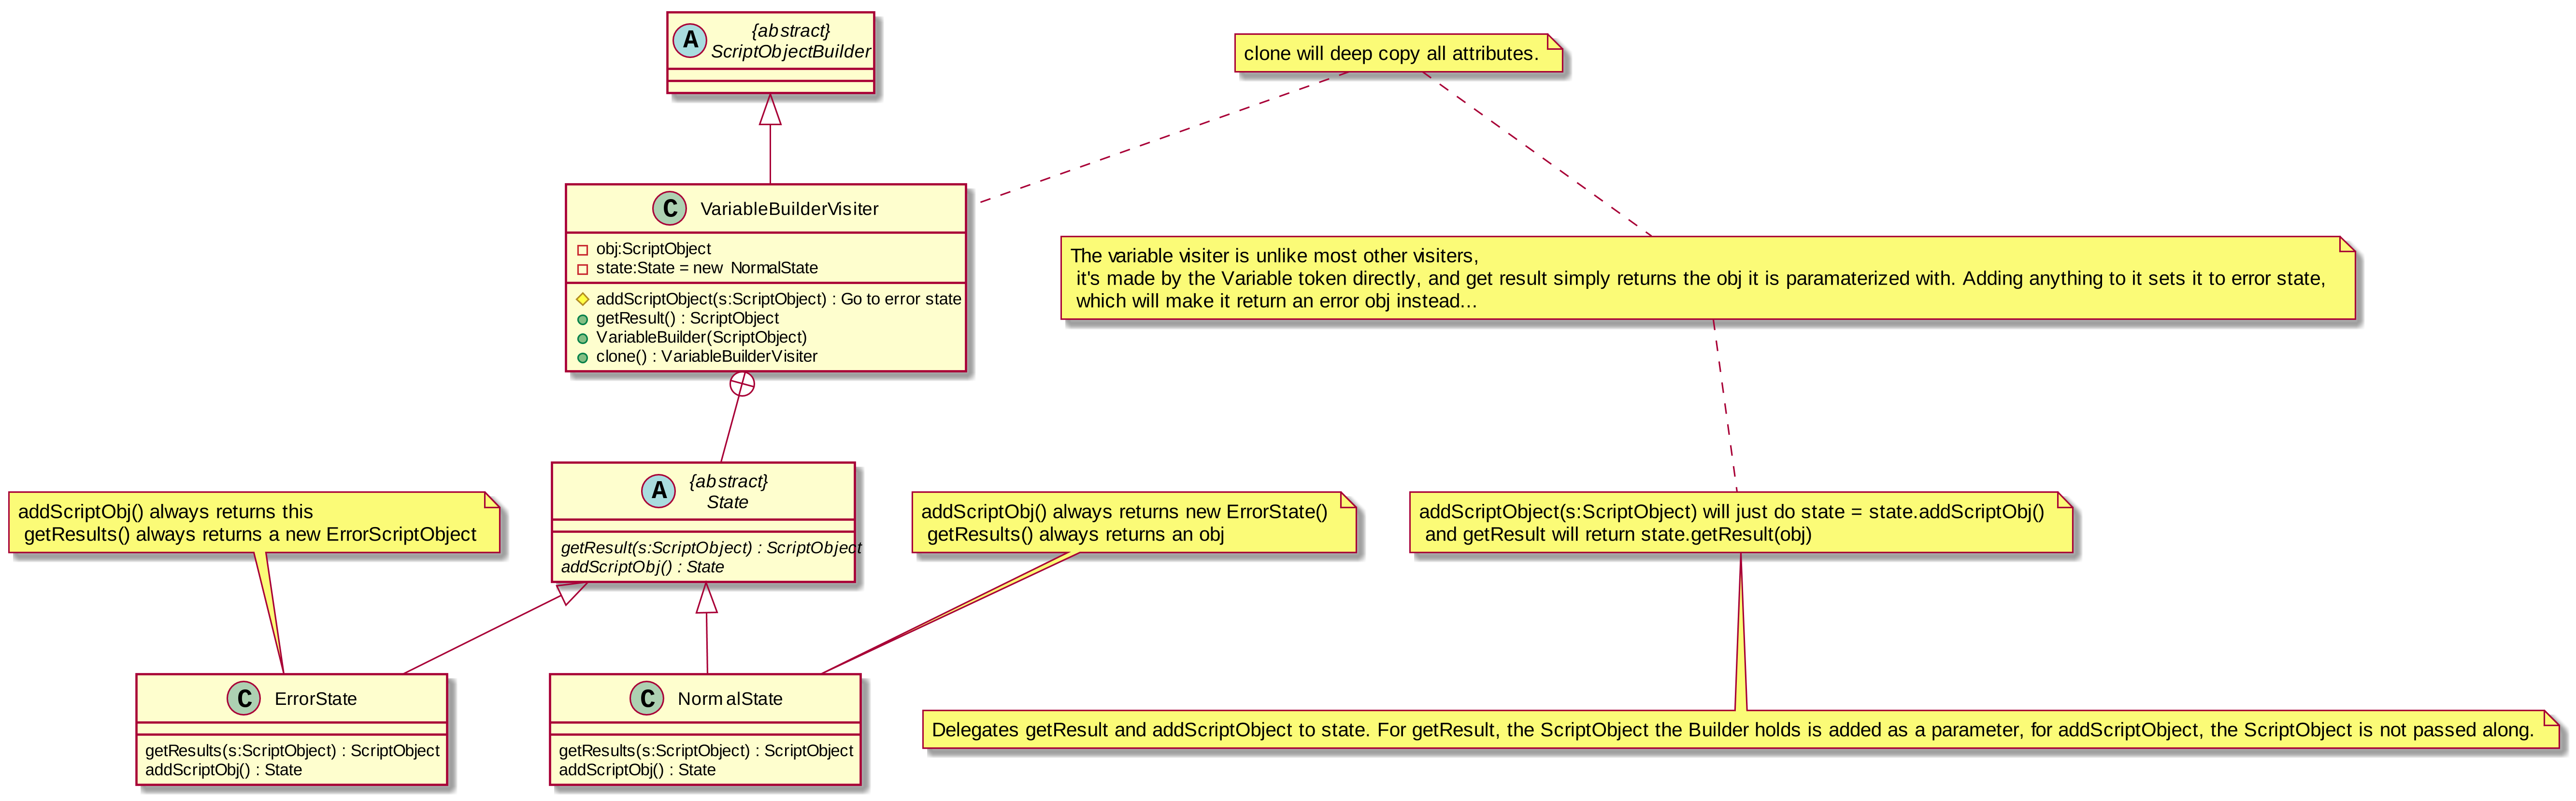 A
{abstract}
ScriptObjectBuilder
clone will deep copy all attributes.
C
VariableBuilderVisiter
obj:ScriptObject
state:State = new NormalState
addScriptObject(s:ScriptObject) : Go to error state
getResult() : ScriptObject
VariableBuilder(ScriptObject)
clone() : VariableBuilderVisiter
The variable visiter is unlike most other visiters,
it's made by the Variable token directly, and get result simply returns the obj it is paramaterized with. Adding anything to it sets it to error state,
which will make it return an error obj instead...
addScriptObj() always returns this
getResults() always returns a new ErrorScriptObject
A
{abstract}
State
getResult(s:ScriptObject) : ScriptObject
addScriptObj() : State
addScriptObj() always returns new ErrorState()
getResults() always returns an obj
addScriptObject(s:ScriptObject) will just do state = state.addScriptObj()
and getResult will return state.getResult(obj)
C
ErrorState
getResults(s:ScriptObject) : ScriptObject
addScriptObj() : State
C
NormalState
getResults(s:ScriptObject) : ScriptObject
addScriptObj() : State
Delegates getResult and addScriptObject to state. For getResult, the ScriptObject the Builder holds is added as a parameter, for addScriptObject, the ScriptObject is not passed along.